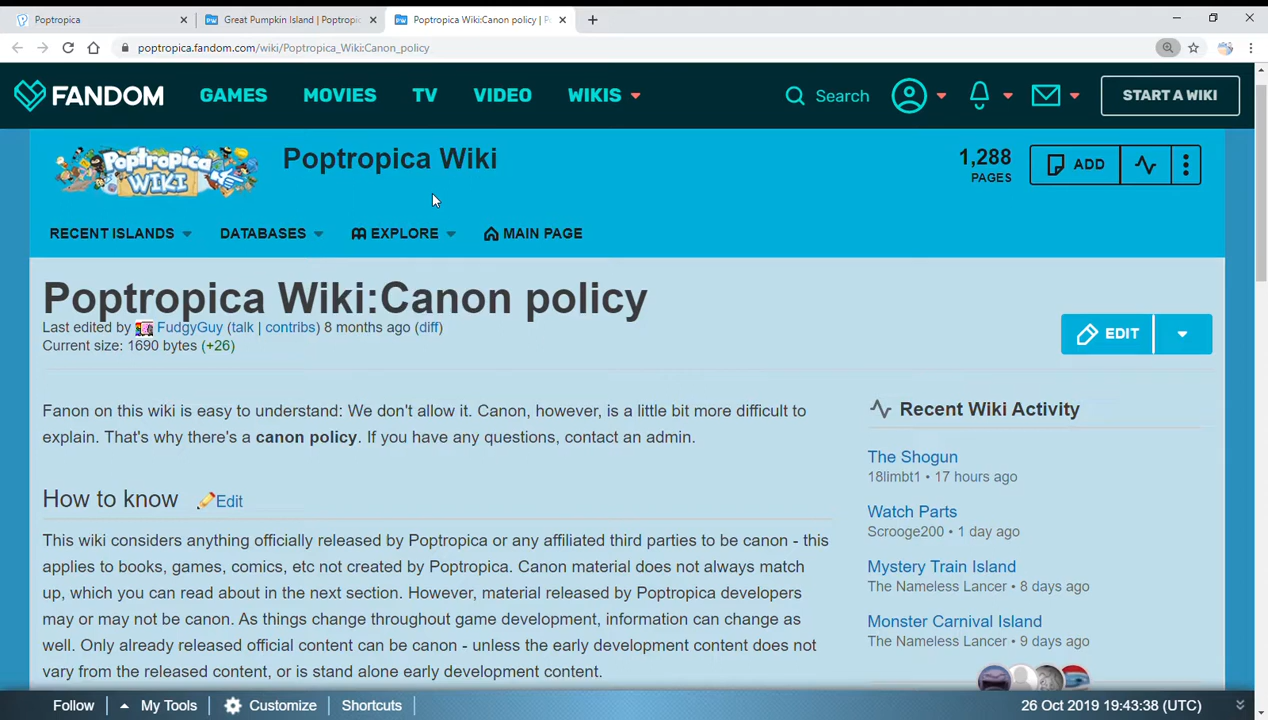 Poptropica
Great Pumpkin Island | Poptropic
Poptropica Wiki:Canon policy | P
poptropica.fandom.com/wiki/Poptropica_Wiki:Canon_policy
FANDOM GAMES MOVIES TV VIDEO WIKIS Search START A WIKI
Poptropica WIKI
Poptropica Wiki
1,288
PAGES
ADD
RECENT ISLANDS DATABASES EXPLORE MAIN PAGE
Poptropica Wiki:Canon policy
Last edited by FudgyGuy (talk | contribs) 8 months ago (diff)
Current size: 1690 bytes (+26)
EDIT
Fanon on this wiki is easy to understand: We don't allow it. Canon, however, is a little bit more difficult to
explain. That's why there's a canon policy. If you have any questions, contact an admin.
How to know Edit
This wiki considers anything officially released by Poptropica or any affiliated third parties to be canon - this
applies to books, games, comics, etc not created by Poptropica. Canon material does not always match
up, which you can read about in the next section. However, material released by Poptropica developers
may or may not be canon. As things change throughout game development, information can change as
well. Only already released official content can be canon - unless the early development content does not
vary from the released content, or is stand alone early development content.
Recent Wiki Activity
The Shogun
18limbt1 • 17 hours ago
Watch Parts
Scrooge200 • 1 day ago
Mystery Train Island
The Nameless Lancer • 8 days ago
Monster Carnival Island
The Nameless Lancer • 9 days ago
Follow My Tools Customize Shortcuts 26 Oct 2019 19:43:38 (UTC)